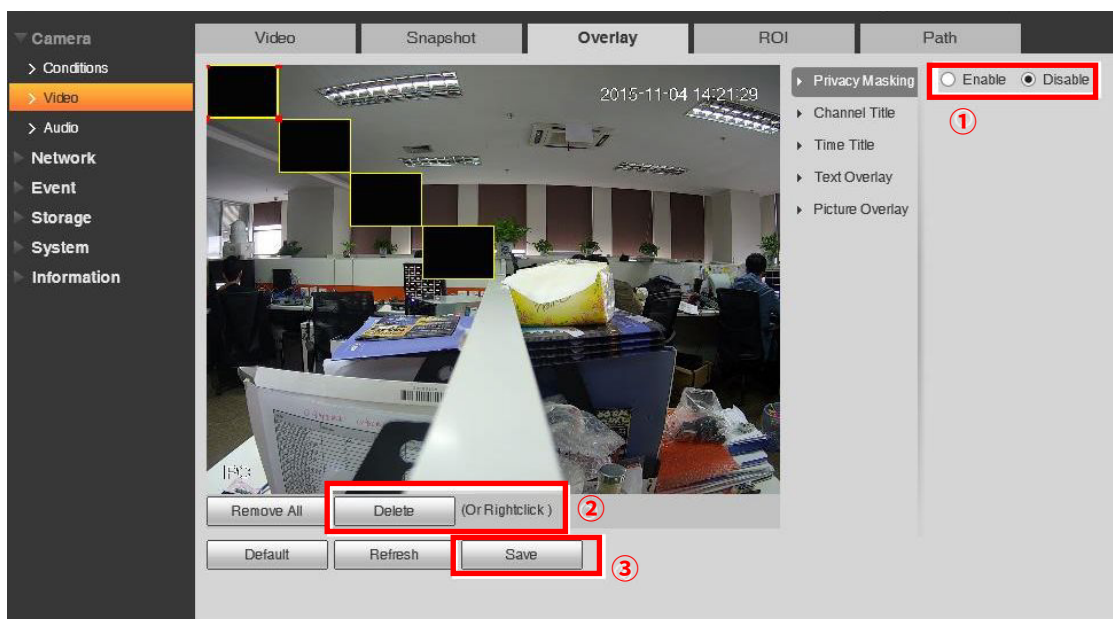 Camera
Conditions
Video
Audio
Network
Event
Storage
System
Information
Video
Snapshot
Overlay
ROI
Path
2015-11-04 14:21:29
IPC
Privacy Masking
Channel Title
Time Title
Text Overlay
Picture Overlay
Enable
Disable
①
Remove All
Delete
(Or Rightclick )
②
Default
Refresh
Save
③